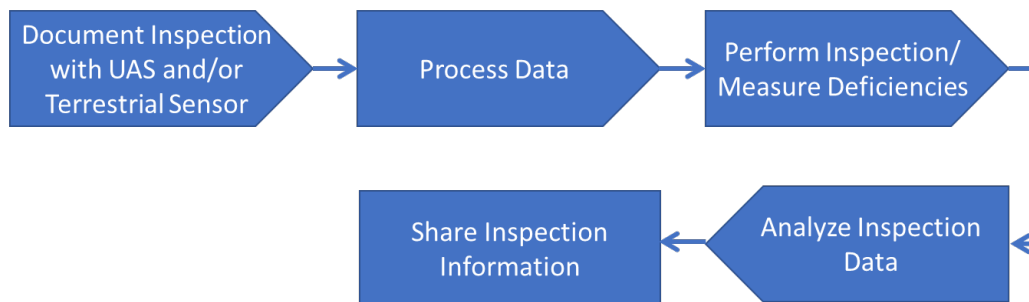 Document Inspection
with UAS and/or
Terrestrial Sensor
Process Data
Perform Inspection/
Measure Deficiencies
Analyze Inspection
Data
Share Inspection
Information